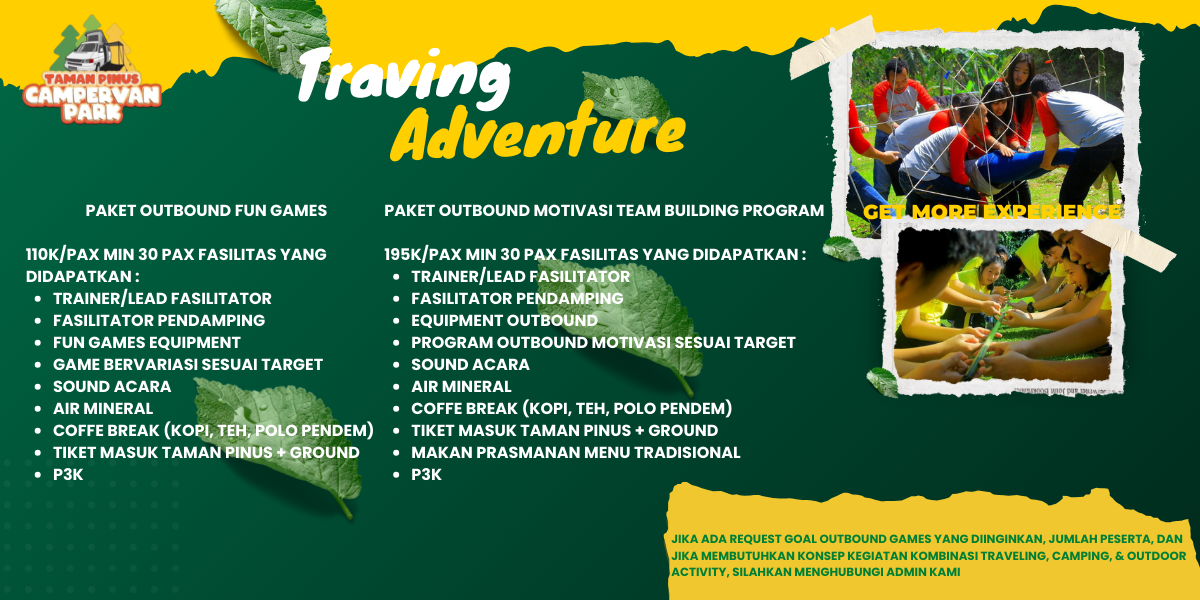 TAMAN PINUS
CAMPERVAN
PARK
Traving
Adventure
PAKET OUTBOUND FUN GAMES
110K/PAX MIN 30 PAX FASILITAS YANG
DIDAPATKAN :
• TRAINER/LEAD FASILITATOR
• FASILITATOR PENDAMPING
• FUN GAMES EQUIPMENT
• GAME BERVARIASI SESUAI TARGET
• SOUND ACARA
• AIR MINERAL
• COFFE BREAK (KOPI, TEH, POLO PENDEM)
• TIKET MASUK TAMAN PINUS + GROUND
• P3K
PAKET OUTBOUND MOTIVASI TEAM BUILDING PROGRAM
195K/PAX MIN 30 PAX FASILITAS YANG DIDAPATKAN :
• TRAINER/LEAD FASILITATOR
• FASILITATOR PENDAMPING
• EQUIPMENT OUTBOUND
• PROGRAM OUTBOUND MOTIVASI SESUAI TARGET
• SOUND ACARA
• AIR MINERAL
• COFFE BREAK (KOPI, TEH, POLO PENDEM)
• TIKET MASUK TAMAN PINUS + GROUND
• MAKAN PRASMANAN MENU TRADISIONAL
• P3K
GET MORE EXPERIENCE
JIKA ADA REQUEST GOAL OUTBOUND GAMES YANG DIINGINKAN, JUMLAH PESERTA, DAN
JIKA MEMBUTUHKAN KONSEP KEGIATAN KOMBINASI TRAVELING, CAMPING, & OUTDOOR
ACTIVITY, SILAHKAN MENGHUBUNGI ADMIN KAMI